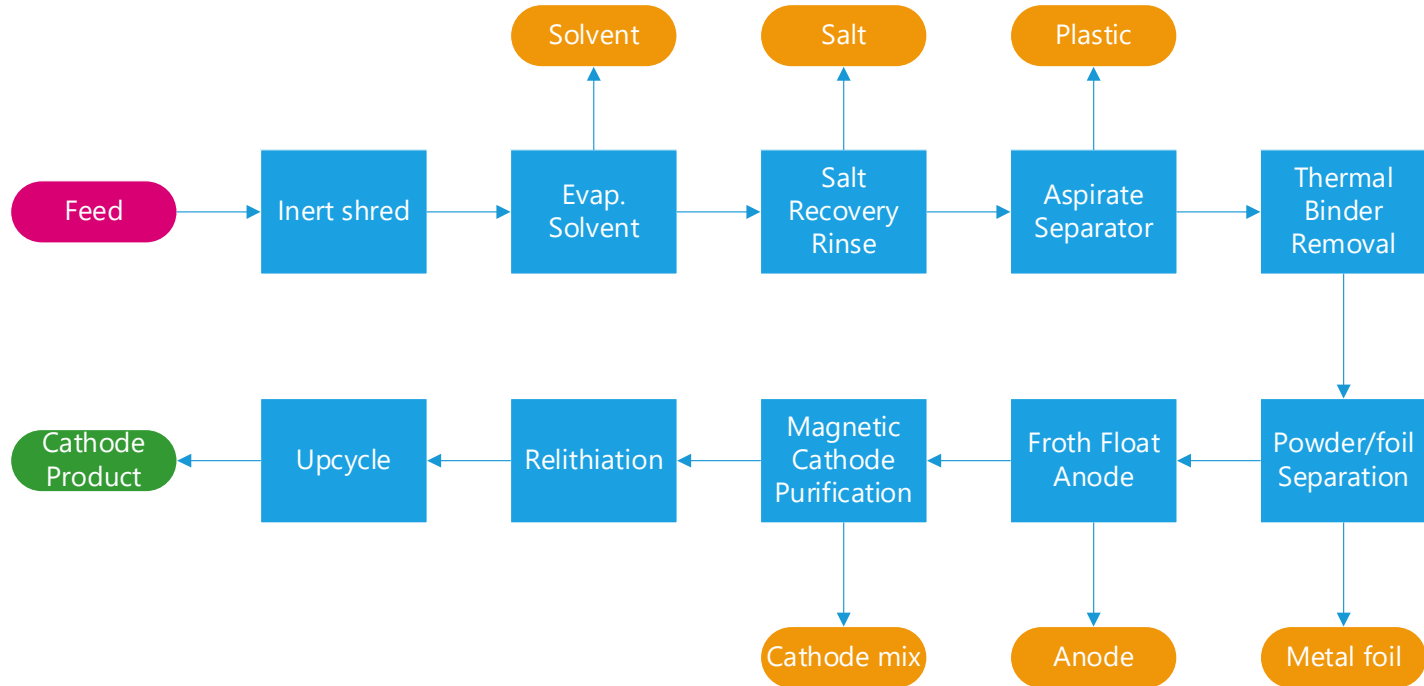 Solvent
Salt
Plastic
Feed
Inert shred
Evap.
Solvent
Salt
Recovery
Rinse
Aspirate
Separator
Thermal
Binder
Removal
Cathode
Product
Upcycle
Relithiation
Magnetic
Cathode
Purification
Froth Float
Anode
Powder/foil
Separation
Cathode mix
Anode
Metal foil